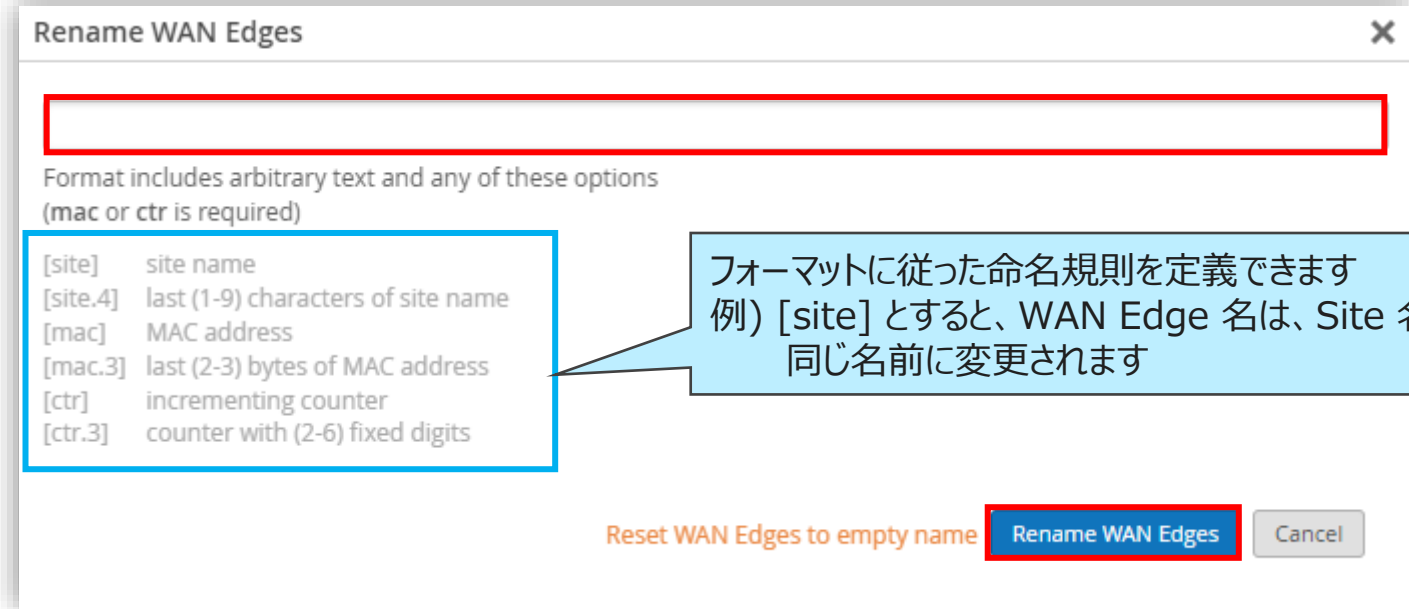 Rename WAN Edges
Format includes arbitrary text and any of these options
(mac or ctr is required)
[site] site name
[site.4] last (1-9) characters of site name
[mac] MAC address
[mac.3] last (2-3) bytes of MAC address
[ctr] incrementing counter
[ctr.3] counter with (2-6) fixed digits
フォーマットに従った命名規則を定義できます
例) [site] とすると、WAN Edge 名は、Site
同じ名前に変更されます
Reset WAN Edges to empty name Rename WAN Edges Cancel